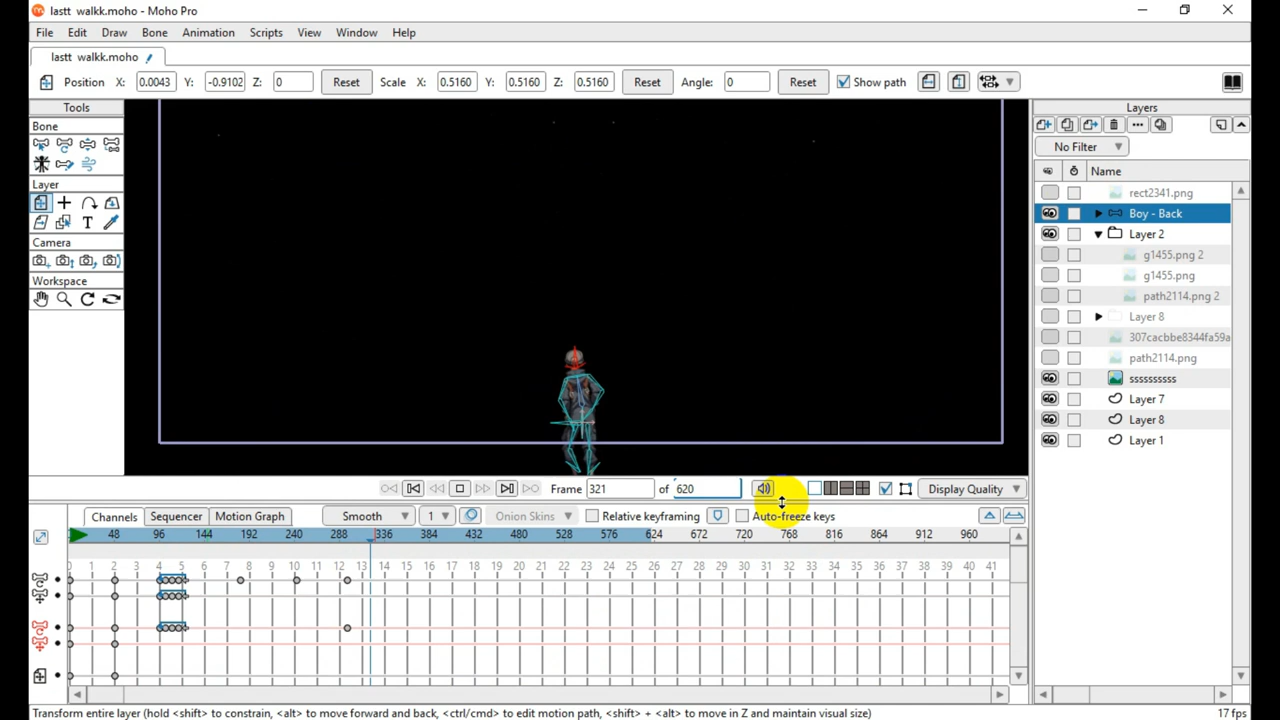 lastt walkk.moho - Moho Pro
File Edit Draw Bone Animation Scripts View Window Help
lastt walkk.moho
Position X: 0.0043 Y: -0.9102 Z: 0 Reset Scale X: 0.5160 Y: 0.5160 Z: 0.5160 Reset Angle: 0 Reset Show path
Tools
Bone
Layer
Camera
Workspace
Layers
No Filter
Name
rect2341.png
Boy - Back
Layer 2
g1455.png 2
g1455.png
path2114.png 2
Layer 8
307cacbbe8344fa59a
path2114.png
ssssssssss
Layer 7
Layer 8
Layer 1
Frame 321 of 620 Display Quality
Channels Sequencer Motion Graph Smooth 1 Onion Skins Relative keyframing Auto-freeze keys
48 96 144 192 240 288 336 384 432 480 528 576 624 672 720 768 816 864 912 960
0 1 2 3 4 5 6 7 8 9 10 11 12 13 14 15 16 17 18 19 20 21 22 23 24 25 26 27 28 29 30 31 32 33 34 35 36 37 38 39 40 41
Transform entire layer (hold <shift> to constrain, <alt> to move forward and back, <ctrl/cmd> to edit motion path, <shift> + <alt> to move in Z and maintain visual size) 17 fps